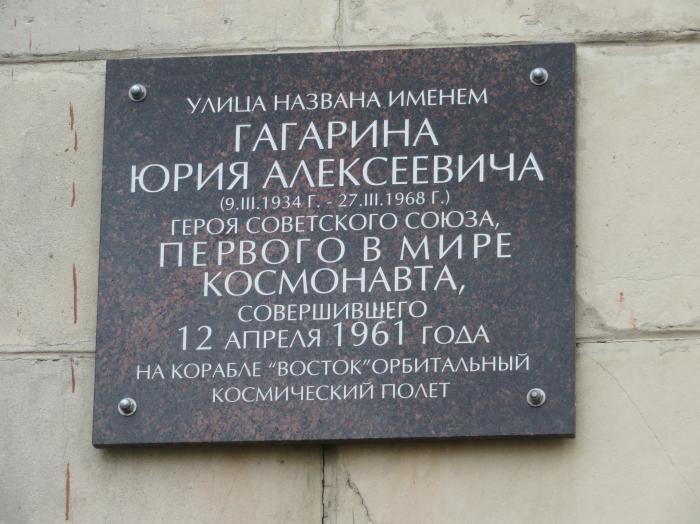 УЛИЦА НАЗВАНА ИМЕНЕМ
ГАГАРИНА
ЮРИЯ АЛЕКСЕЕВИЧА
(9.III.1934 Г. - 27.III.1968 Г.)
ГЕРОЯ СОВЕТСКОГО СОЮЗА,
ПЕРВОГО В МИРЕ
КОСМОНАВТА,
СОВЕРШИВШЕГО
12 АПРЕЛЯ 1961 ГОДА
НА КОРАБЛЕ "ВОСТОК"ОРБИТАЛЬНЫЙ
КОСМИЧЕСКИЙ ПОЛЕТ